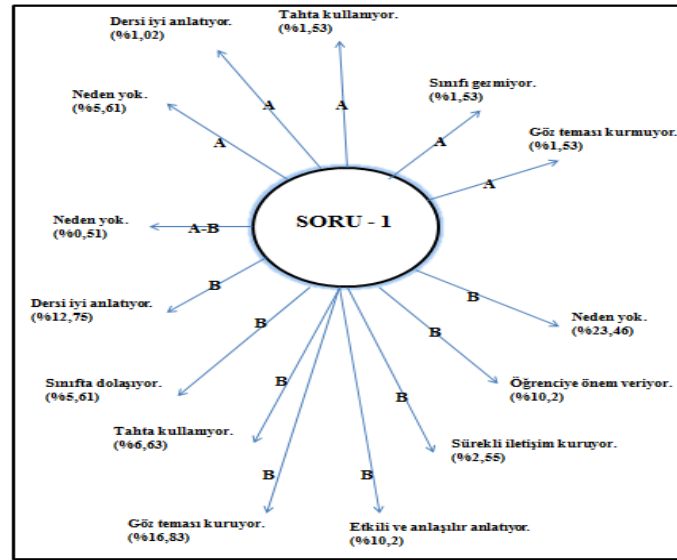 Dersi iyi anlatıyor.
(%1,02)
Tahta kullanıyor.
(%1,53)
Neden yok.
(%5,61)
Sınıfı gezmiyor.
(%1,53)
Göz teması kurmuyor.
(%1,53)
A
A
A
A
A
SORU - 1
Neden yok.
(%0,51)
A-B
Dersi iyi anlatıyor.
(%12,75)
B
B
B
B
B
B
B
B
Neden yok.
(%23,46)
Sınıfta dolaşıyor.
(%5,61)
Öğrenciye önem veriyor.
(%10,2)
Tahta kullanıyor.
(%6,63)
Sürekli iletişim kuruyor.
(%2,55)
Göz teması kuruyor.
(%16,83)
Etkili ve anlaşılır anlatıyor.
(%10,2)